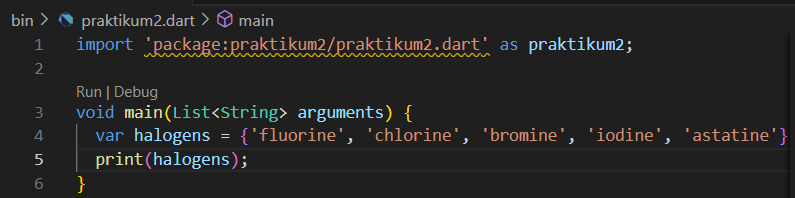 bin > praktikum2.dart > main
1 import 'package:praktikum2/praktikum2.dart' as praktikum2;
2
Run | Debug
3 void main(List<String> arguments) {
4 var halogens = {'fluorine', 'chlorine', 'bromine', 'iodine', 'astatine'}
5 print(halogens);
6 }